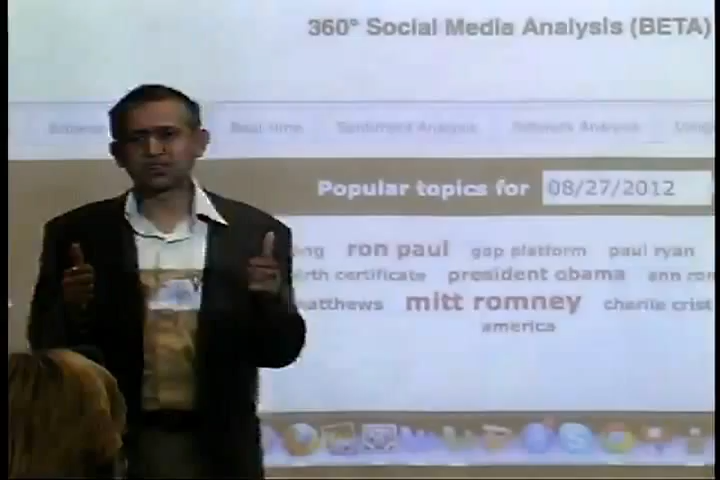 360° Social Media Analysis (BETA)
Real-Time Sentiment Analysis Network Analysis
Popular topics for 08/27/2012
ron paul gop platform paul ryan
certificate president obama ann
matthews mitt romney charlie crist
america